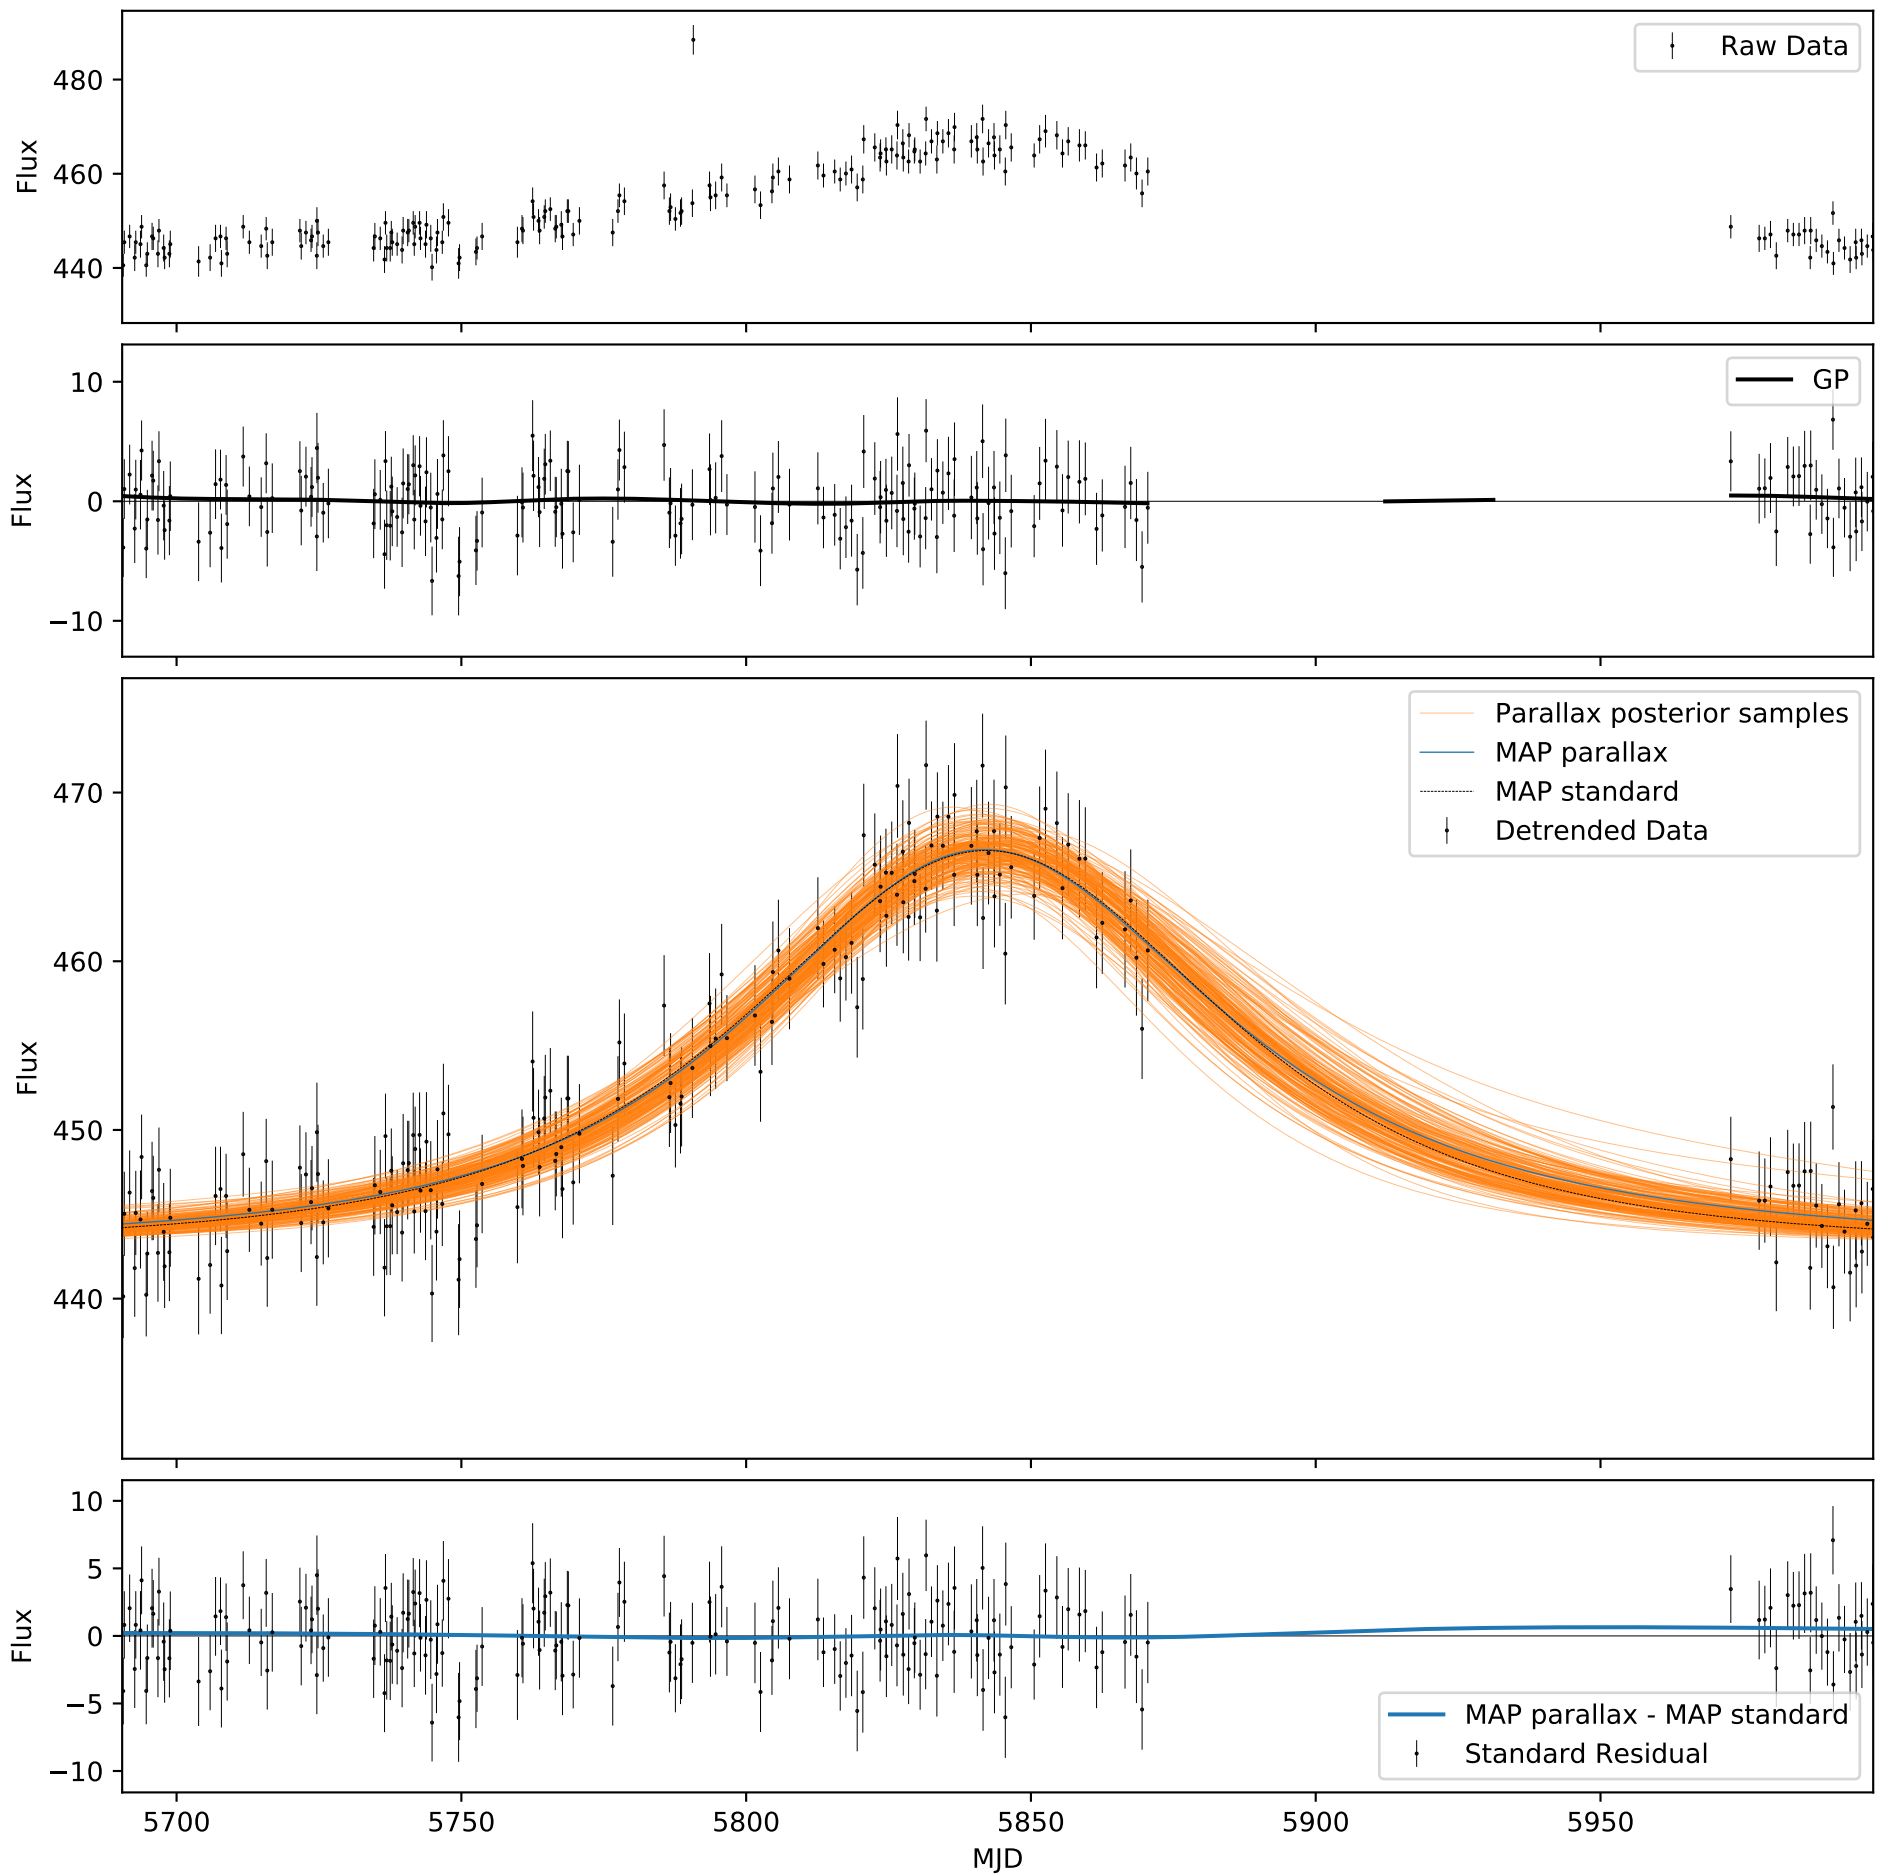 Flux
480
460
440
Raw Data
Flux
10
0
−10
GP
Flux
470
460
450
440
Parallax posterior samples
MAP parallax
MAP standard
Detrended Data
Flux
10
5
0
−5
−10
MAP parallax - MAP standard
Standard Residual
5700 5750 5800 5850 5900 5950
MJD